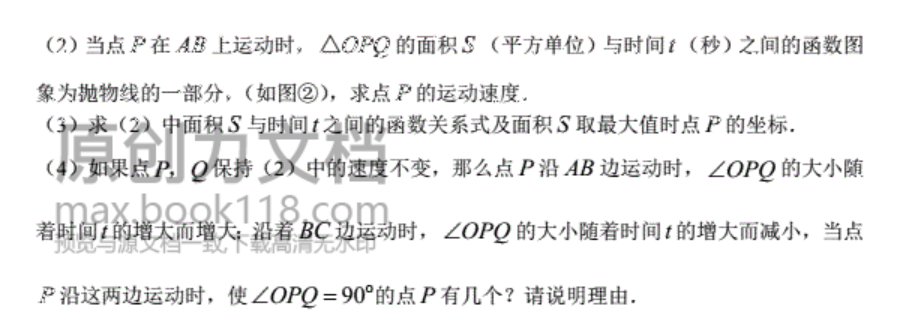 (2)当点 P 在 AB 上运动时，△OPQ 的面积 S（平方单位）与时间 t（秒）之间的函数图
象为抛物线的一部分，（如图②），求点 P 的运动速度．
(3)求（2）中面积 S 与时间 t 之间的函数关系式及面积 S 取最大值时点 P 的坐标．
原创力文档
(4)如果点 P，Q 保持（2）中的速度不变，那么点 P 沿 AB 边运动时，∠OPQ 的大小随
max.book118.com
着时间 t 的增大而增大；沿着 BC 边运动时，∠OPQ 的大小随着时间 t 的增大而减小，当点
预览与源文档一致,下载高清无水印
P 沿这两边运动时，使∠OPQ＝90°的点 P 有几个？请说明理由．